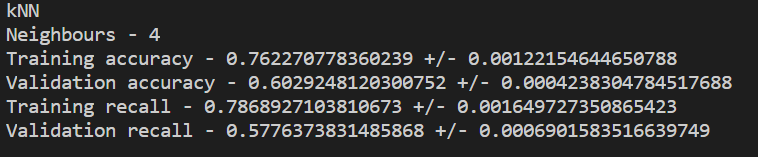 kNN
Neighbours - 4
Training accuracy - 0.762270778360239 +/- 0.00122154644650788
Validation accuracy - 0.6029248120300752 +/- 0.0004238304784517688
Training recall - 0.7868927103810673 +/- 0.001649727350865423
Validation recall - 0.5776373831485868 +/- 0.0006901583516639749